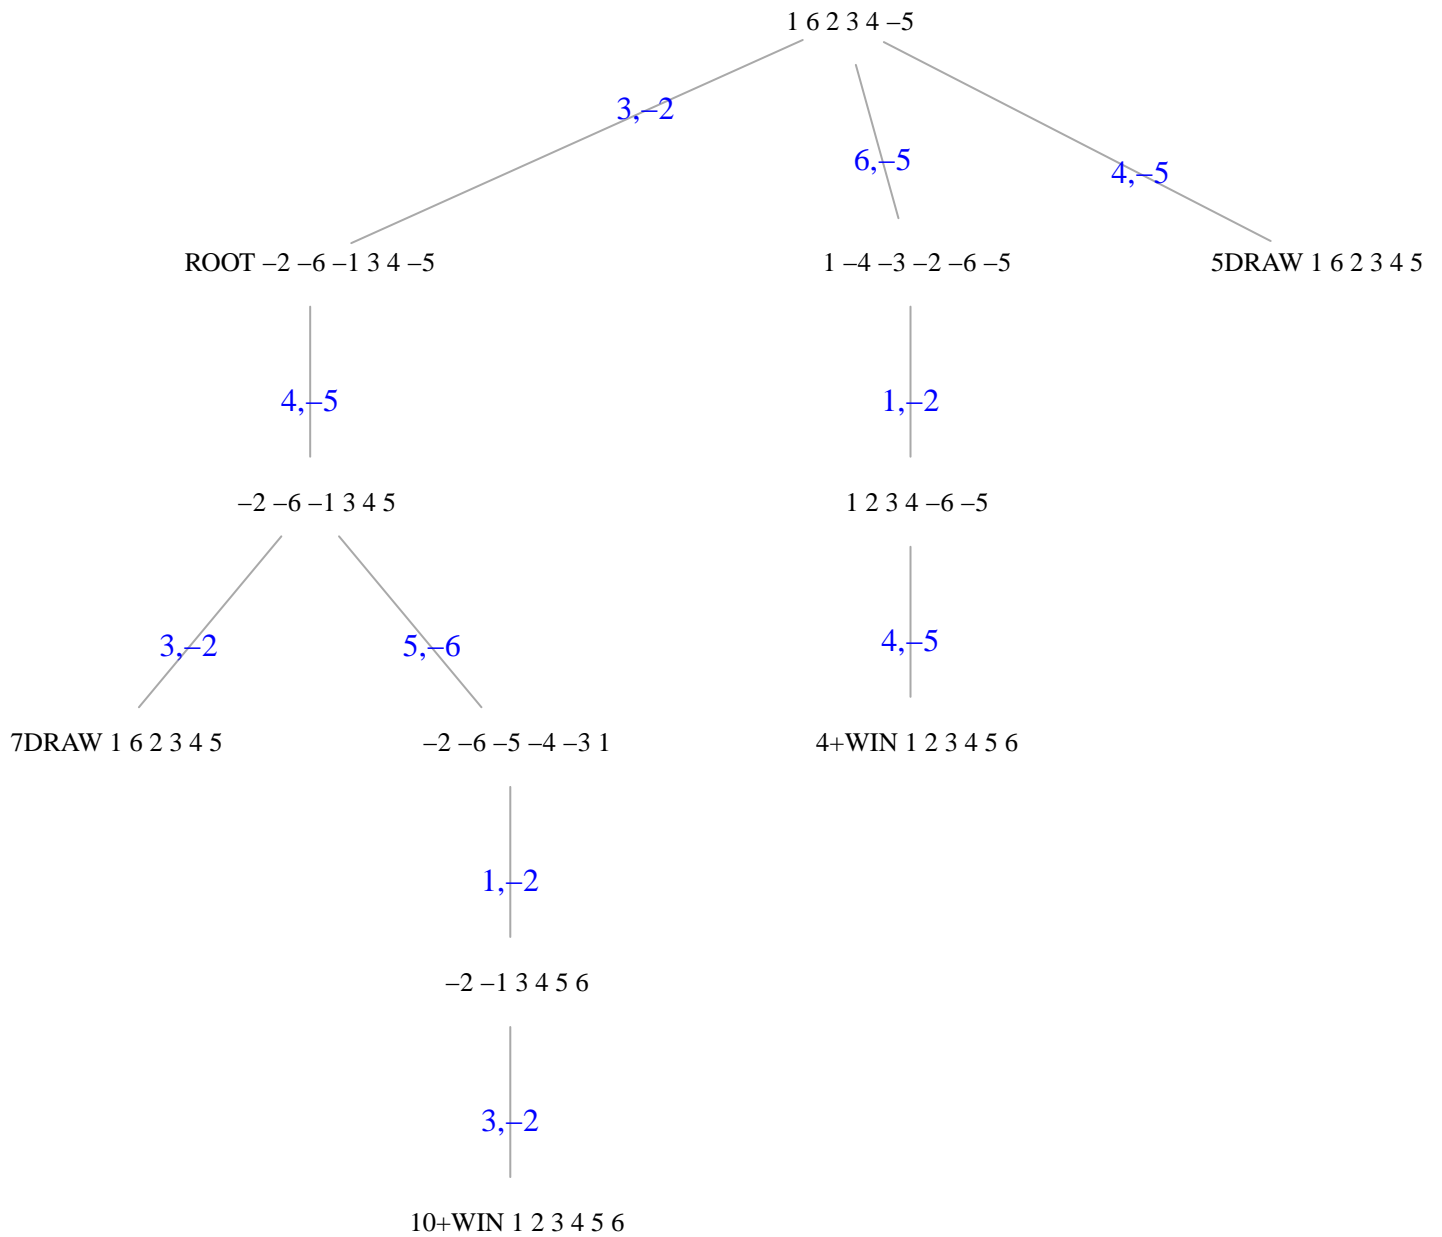 1 6 2 3 4 –5
3,–2
6,–5
4,–5
ROOT –2 –6 –1 3 4 –5
1 –4 –3 –2 –6 –5
5DRAW 1 6 2 3 4 5
4,–5
1,–2
–2 –6 –1 3 4 5
1 2 3 4 –6 –5
3,–2
5,–6
4,–5
7DRAW 1 6 2 3 4 5
–2 –6 –5 –4 –3 1
4+WIN 1 2 3 4 5 6
1,–2
–2 –1 3 4 5 6
3,–2
10+WIN 1 2 3 4 5 6